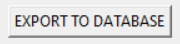 EXPORT TO DATABASE